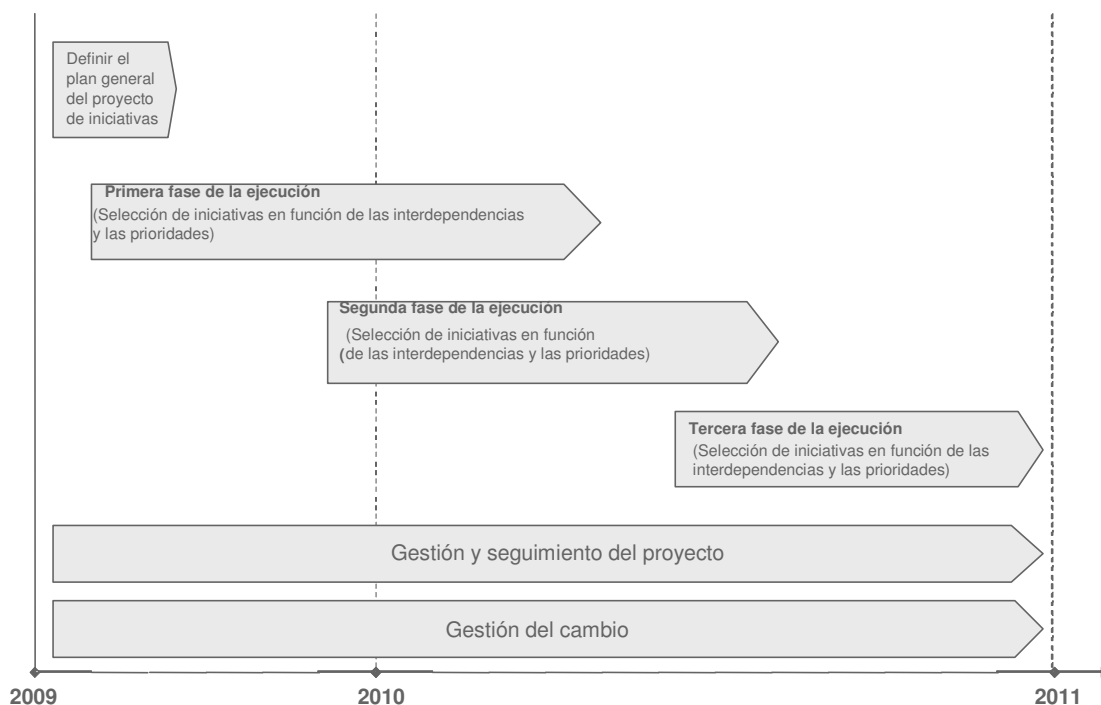 Definir el
plan general
del proyecto
de iniciativas
Primera fase de la ejecución
(Selección de iniciativas en función de las interdependencias
y las prioridades)
Segunda fase de la ejecución
(Selección de iniciativas en función
(de las interdependencias y las prioridades)
Tercera fase de la ejecución
(Selección de iniciativas en función de las
interdependencias y las prioridades)
Gestión y seguimiento del proyecto
Gestión del cambio
2009
2010
2011